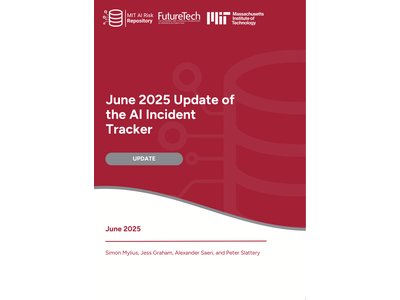 MIT AI Risk
Repository
FutureTech
Massachusetts
Institute of
Technology
June 2025 Update of
the AI Incident
Tracker
UPDATE
June 2025
Simon Mylius, Jess Graham, Alexander Saeri, and Peter Slattery